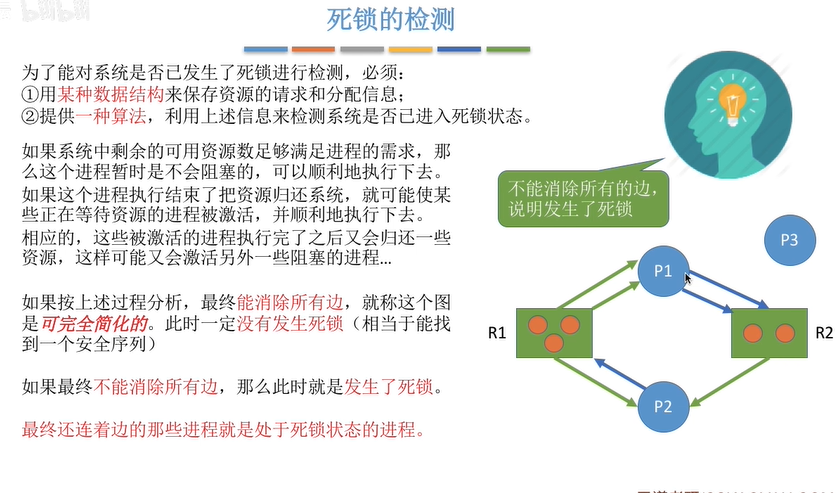 bilibili
死锁的检测
为了能对系统是否已发生了死锁进行检测，必须：
①用某种数据结构来保存资源的请求和分配信息；
②提供一种算法，利用上述信息来检测系统是否已进入死锁状态。
如果系统中剩余的可用资源数足够满足进程的需求，那
么这个进程暂时是不会阻塞的，可以顺利地执行下去。
如果这个进程执行结束了把资源归还系统，就可能使某
些正在等待资源的进程被激活，并顺利地执行下去。
相应的，这些被激活的进程执行完了之后又会归还一些
资源，这样可能又会激活另外一些阻塞的进程...
如果按上述过程分析，最终能消除所有边，就称这个图
是可完全简化的。此时一定没有发生死锁（相当于能找
到一个安全序列）
如果最终不能消除所有边，那么此时就是发生了死锁。
最终还连着边的那些进程就是处于死锁状态的进程。
不能消除所有的边，
说明发生了死锁
P3
P1
R1
R2
P2